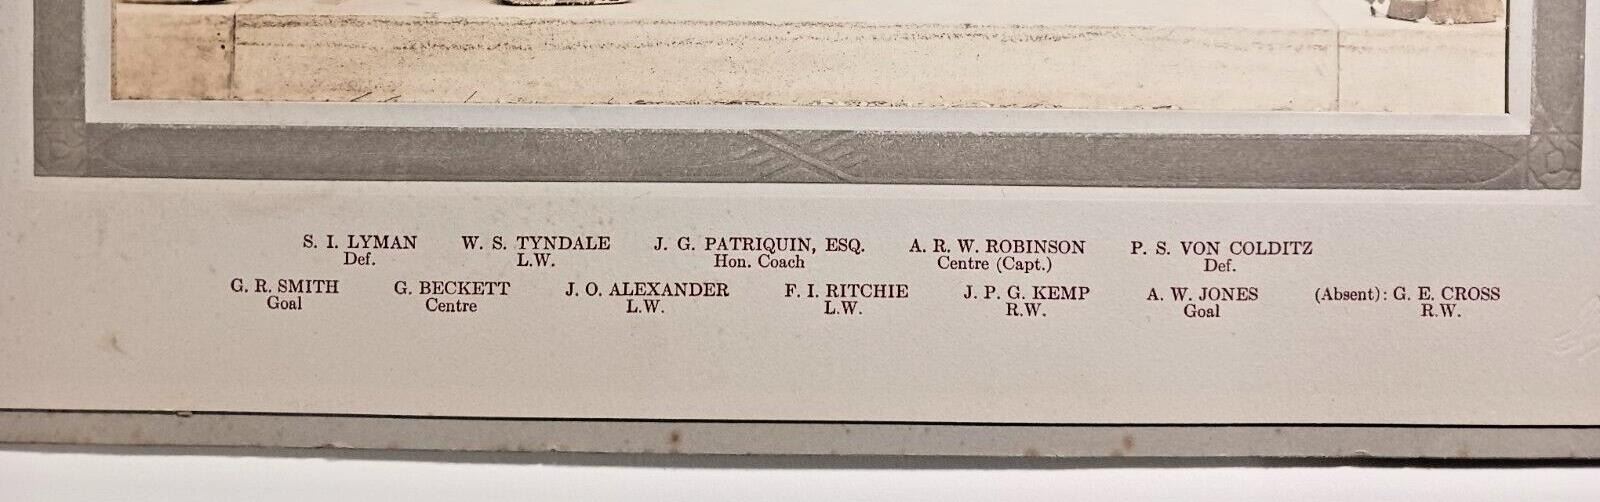 S. I. LYMAN W. S. TYNDALE J. G. PATRIQUIN, ESQ. A. R. W. ROBINSON P. S. VON COLDITZ
Def. L.W. Hon. Coach Centre (Capt.) Def.
G. R. SMITH G. BECKETT J. O. ALEXANDER F. I. RITCHIE J. P. G. KEMP A. W. JONES (Absent): G. E. CROSS
Goal Centre L.W. L.W. R.W. Goal R.W.